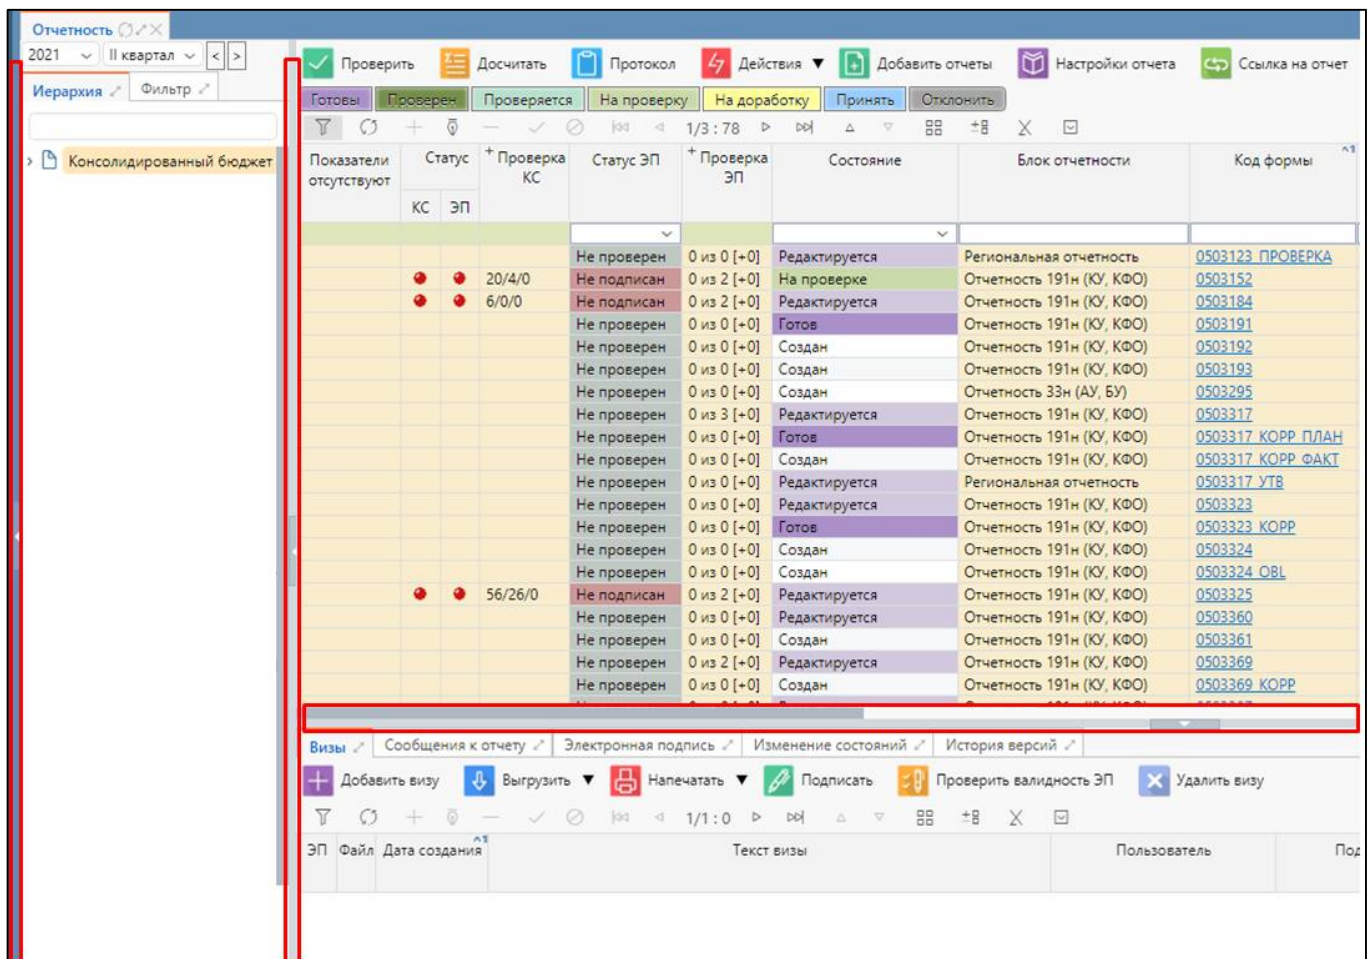 Отчетность
2021 II квартал < >
Иерархия Фильтр
Консолидированный бюджет
Проверить Досчитать Протокол Действия ▼ Добавить отчеты Настройки отчета Ссылка на отчет
Готовы Проверен Проверяется На проверку На доработку Принять Отклонить
1/3 : 78
Показатели отсутствуют Статус + Проверка КС Статус ЭП + Проверка ЭП Состояние Блок отчетности Код формы ^1
КС ЭП
Не проверен 0 из 0 [+0] Редактируется Региональная отчетность 0503123_ПРОВЕРКА
20/4/0 Не подписан 0 из 2 [+0] На проверке Отчетность 191н (КУ, КФО) 0503152
6/0/0 Не подписан 0 из 2 [+0] Редактируется Отчетность 191н (КУ, КФО) 0503184
Не проверен 0 из 0 [+0] Готов Отчетность 191н (КУ, КФО) 0503191
Не проверен 0 из 0 [+0] Создан Отчетность 191н (КУ, КФО) 0503192
Не проверен 0 из 0 [+0] Создан Отчетность 191н (КУ, КФО) 0503193
Не проверен 0 из 0 [+0] Создан Отчетность 33н (АУ, БУ) 0503295
Не проверен 0 из 3 [+0] Редактируется Отчетность 191н (КУ, КФО) 0503317
Не проверен 0 из 0 [+0] Готов Отчетность 191н (КУ, КФО) 0503317_КОРР_ПЛАН
Не проверен 0 из 0 [+0] Создан Отчетность 191н (КУ, КФО) 0503317_КОРР_ФАКТ
Не проверен 0 из 0 [+0] Редактируется Региональная отчетность 0503317_УТВ
Не проверен 0 из 0 [+0] Редактируется Отчетность 191н (КУ, КФО) 0503323
Не проверен 0 из 0 [+0] Готов Отчетность 191н (КУ, КФО) 0503323_КОРР
Не проверен 0 из 0 [+0] Создан Отчетность 191н (КУ, КФО) 0503324
Не проверен 0 из 0 [+0] Создан Отчетность 191н (КУ, КФО) 0503324_OBL
56/26/0 Не подписан 0 из 2 [+0] Редактируется Отчетность 191н (КУ, КФО) 0503325
Не проверен 0 из 0 [+0] Редактируется Отчетность 191н (КУ, КФО) 0503360
Не проверен 0 из 0 [+0] Создан Отчетность 191н (КУ, КФО) 0503361
Не проверен 0 из 2 [+0] Редактируется Отчетность 191н (КУ, КФО) 0503369
Не проверен 0 из 0 [+0] Создан Отчетность 191н (КУ, КФО) 0503369_КОРР
Визы Сообщения к отчету Электронная подпись Изменение состояний История версий
Добавить визу Выгрузить ▼ Напечатать ▼ Подписать Проверить валидность ЭП Удалить визу
1/1 : 0
ЭП Файл Дата создания ^1 Текст визы Пользователь Под